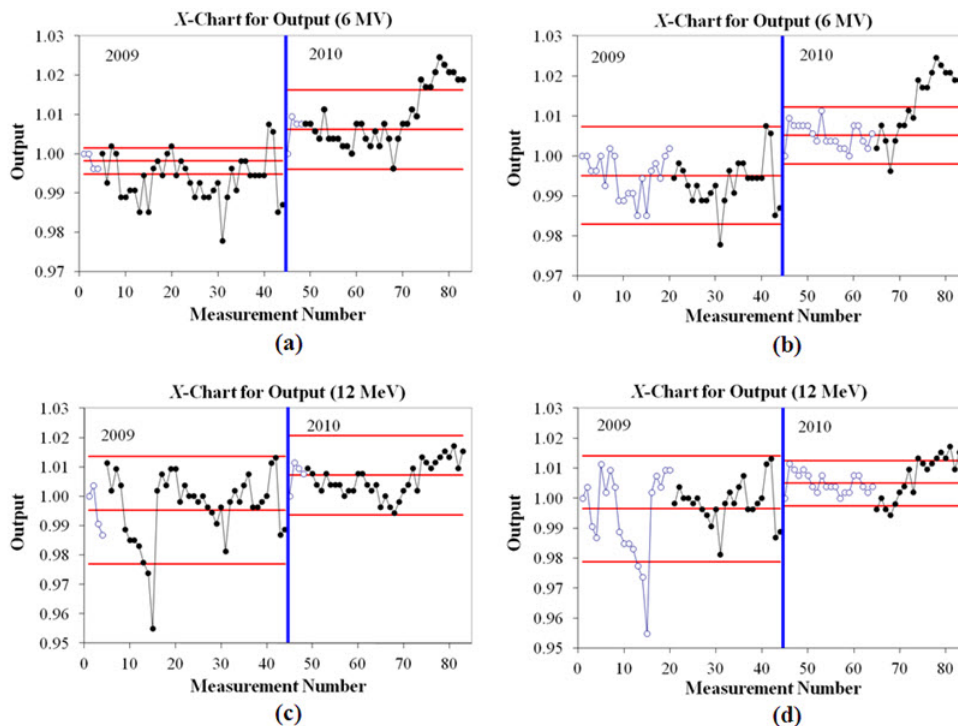 X-Chart for Output (6 MV)
1.03
1.02
1.01
1.00
0.99
0.98
0.97
Output
2009
2010
0 10 20 30 40 50 60 70 80
Measurement Number
(a)
X-Chart for Output (6 MV)
1.03
1.02
1.01
1.00
0.99
0.98
0.97
Output
2009
2010
0 10 20 30 40 50 60 70 80
Measurement Number
(b)
X-Chart for Output (12 MeV)
1.03
1.02
1.01
1.00
0.99
0.98
0.97
0.96
0.95
Output
2009
2010
0 10 20 30 40 50 60 70 80
Measurement Number
(c)
X-Chart for Output (12 MeV)
1.03
1.02
1.01
1.00
0.99
0.98
0.97
0.96
0.95
Output
2009
2010
0 10 20 30 40 50 60 70 80
Measurement Number
(d)